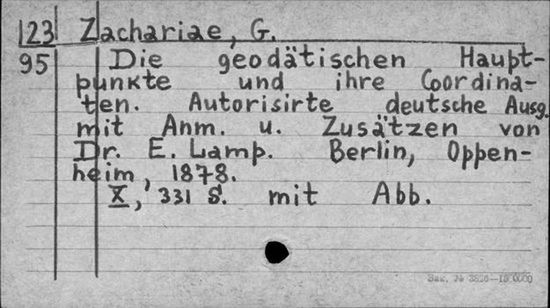 123 Zachariae, G.
95 Die geodätischen Haupt-
punkte und ihre Coordina-
ten. Autorisirte deutsche Ausg.
mit Anm. u. Zusätzen von
Dr. E. Lamp. Berlin, Oppen-
heim, 1878.
X, 331 S. mit Abb.